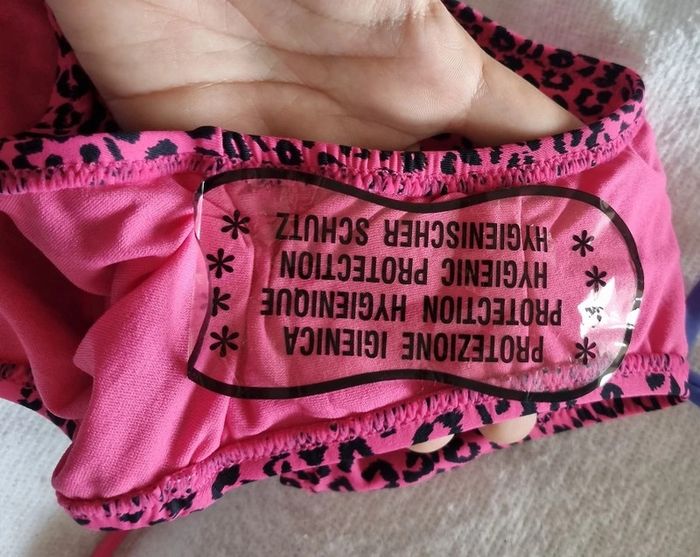 * PROTEZIONE IGIENICA *
* PROTECTION HYGIENIQUE *
* HYGIENIC PROTECTION *
* HYGIENISCHER SCHUTZ *